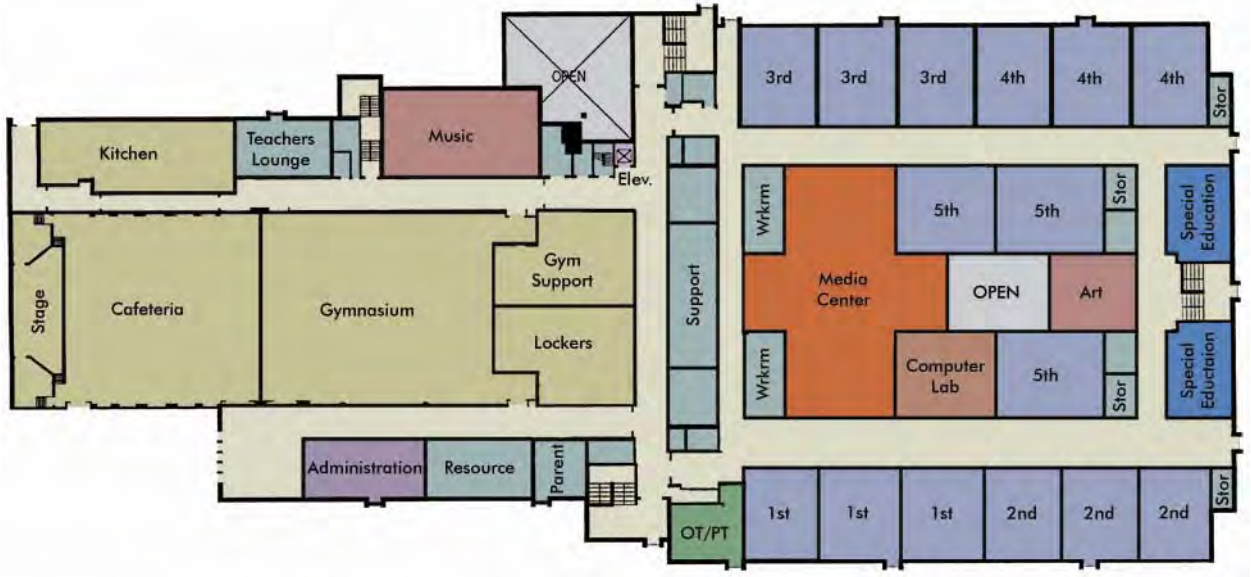 OPEN
3rd
3rd
3rd
4th
4th
4th
Stor
Kitchen
Teachers
Lounge
Music
Elev.
Wrkrm
5th
5th
Stor
Special
Education
Stage
Cafeteria
Gymnasium
Gym
Support
Lockers
Support
Media
Center
OPEN
Art
Wrkrm
Computer
Lab
5th
Stor
Special
Eductaion
Administration
Resource
Parent
OT/PT
1st
1st
1st
2nd
2nd
2nd
Stor